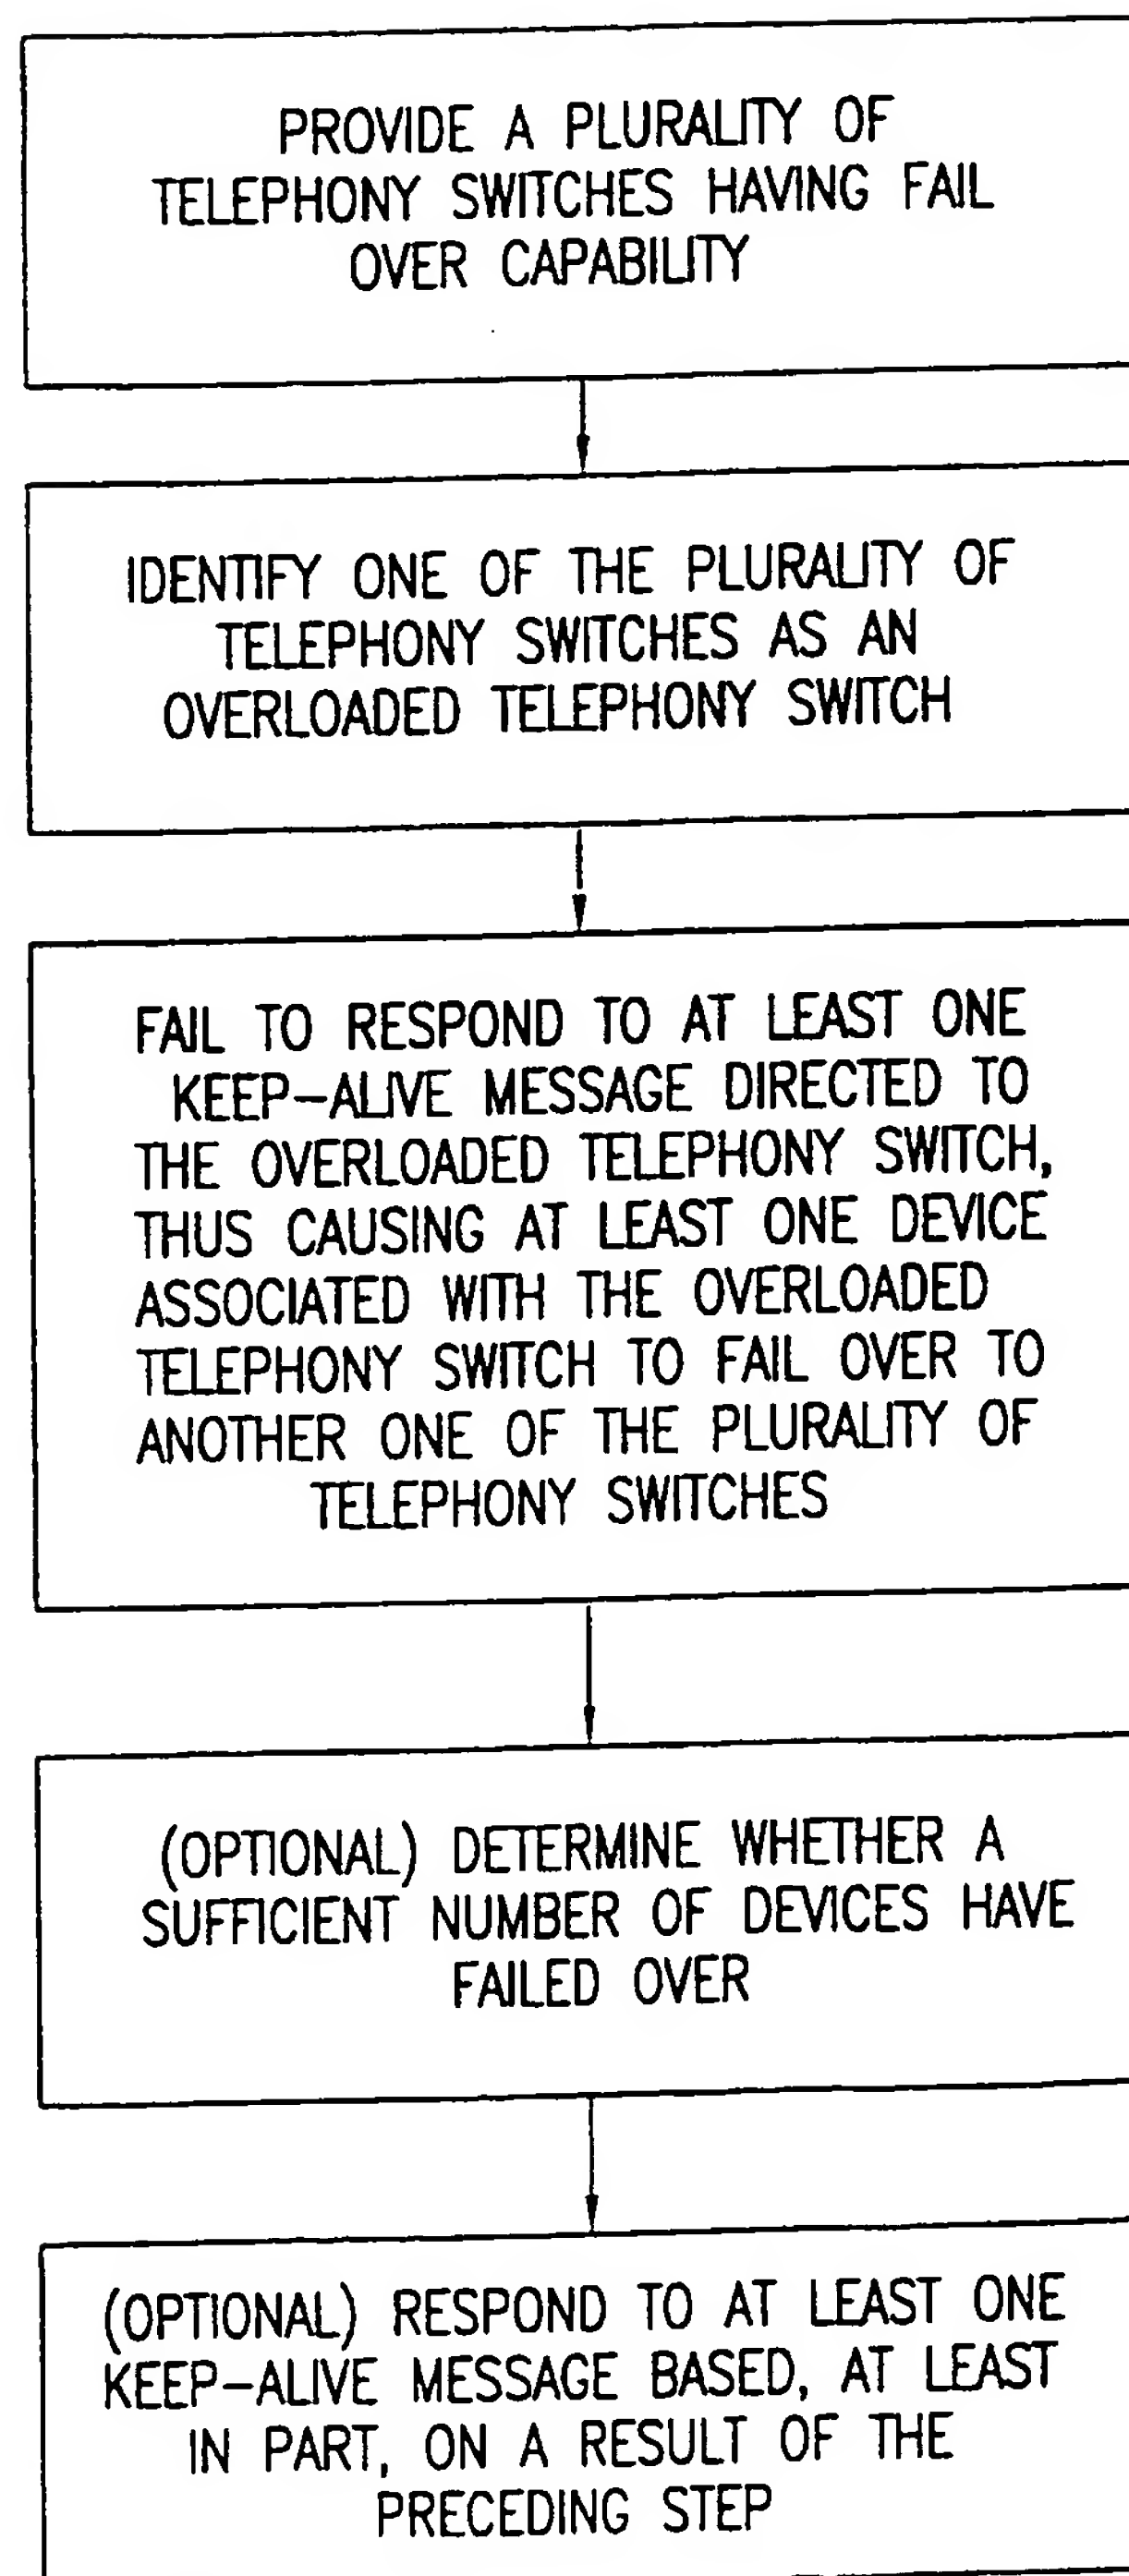 PROVIDE A PLURALITY OF
TELEPHONY SWITCHES HAVING FAIL
OVER CAPABILITY
IDENTIFY ONE OF THE PLURALITY OF
TELEPHONY SWITCHES AS AN
OVERLOADED TELEPHONY SWITCH
FAIL TO RESPOND TO AT LEAST ONE
KEEP-ALIVE MESSAGE DIRECTED TO
THE OVERLOADED TELEPHONY SWITCH,
THUS CAUSING AT LEAST ONE DEVICE
ASSOCIATED WITH THE OVERLOADED
TELEPHONY SWITCH TO FAIL OVER TO
ANOTHER ONE OF THE PLURALITY OF
TELEPHONY SWITCHES
(OPTIONAL) DETERMINE WHETHER A
SUFFICIENT NUMBER OF DEVICES HAVE
FAILED OVER
(OPTIONAL) RESPOND TO AT LEAST ONE
KEEP-ALIVE MESSAGE BASED, AT LEAST
IN PART, ON A RESULT OF THE
PRECEDING STEP